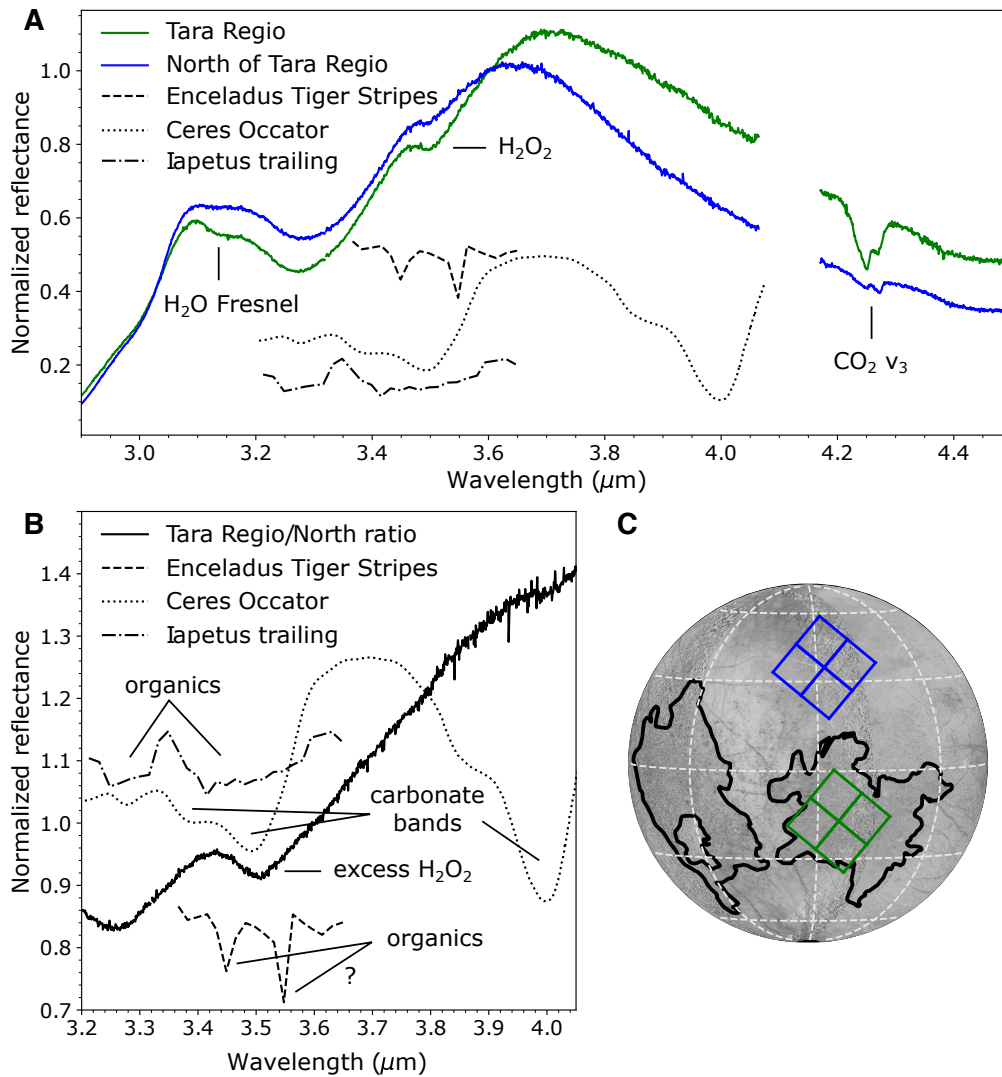 A
Tara Regio
North of Tara Regio
Enceladus Tiger Stripes
Ceres Occator
Iapetus trailing
H₂O₂
H₂O Fresnel
CO₂ v₃
Normalized reflectance
1.0
0.8
0.6
0.4
0.2
3.0 3.2 3.4 3.6 3.8 4.0 4.2 4.4
Wavelength (μm)
B
Tara Regio/North ratio
Enceladus Tiger Stripes
Ceres Occator
Iapetus trailing
organics
carbonate
bands
excess H₂O₂
organics
?
Normalized reflectance
1.4
1.3
1.2
1.1
1.0
0.9
0.8
0.7
3.2 3.3 3.4 3.5 3.6 3.7 3.8 3.9 4.0
Wavelength (μm)
C